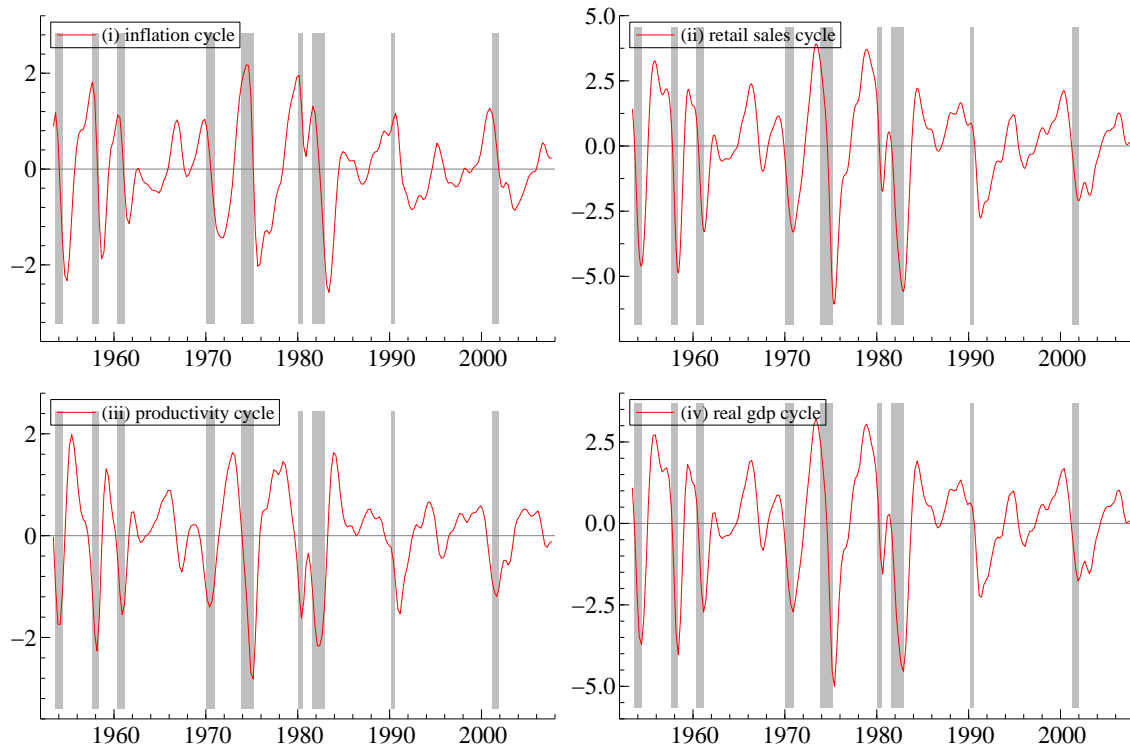 (i) inflation cycle
2
0
−2
1960 1970 1980 1990 2000
(ii) retail sales cycle
5.0
2.5
0.0
−2.5
−5.0
1960 1970 1980 1990 2000
(iii) productivity cycle
2
0
−2
1960 1970 1980 1990 2000
(iv) real gdp cycle
2.5
0.0
−2.5
−5.0
1960 1970 1980 1990 2000